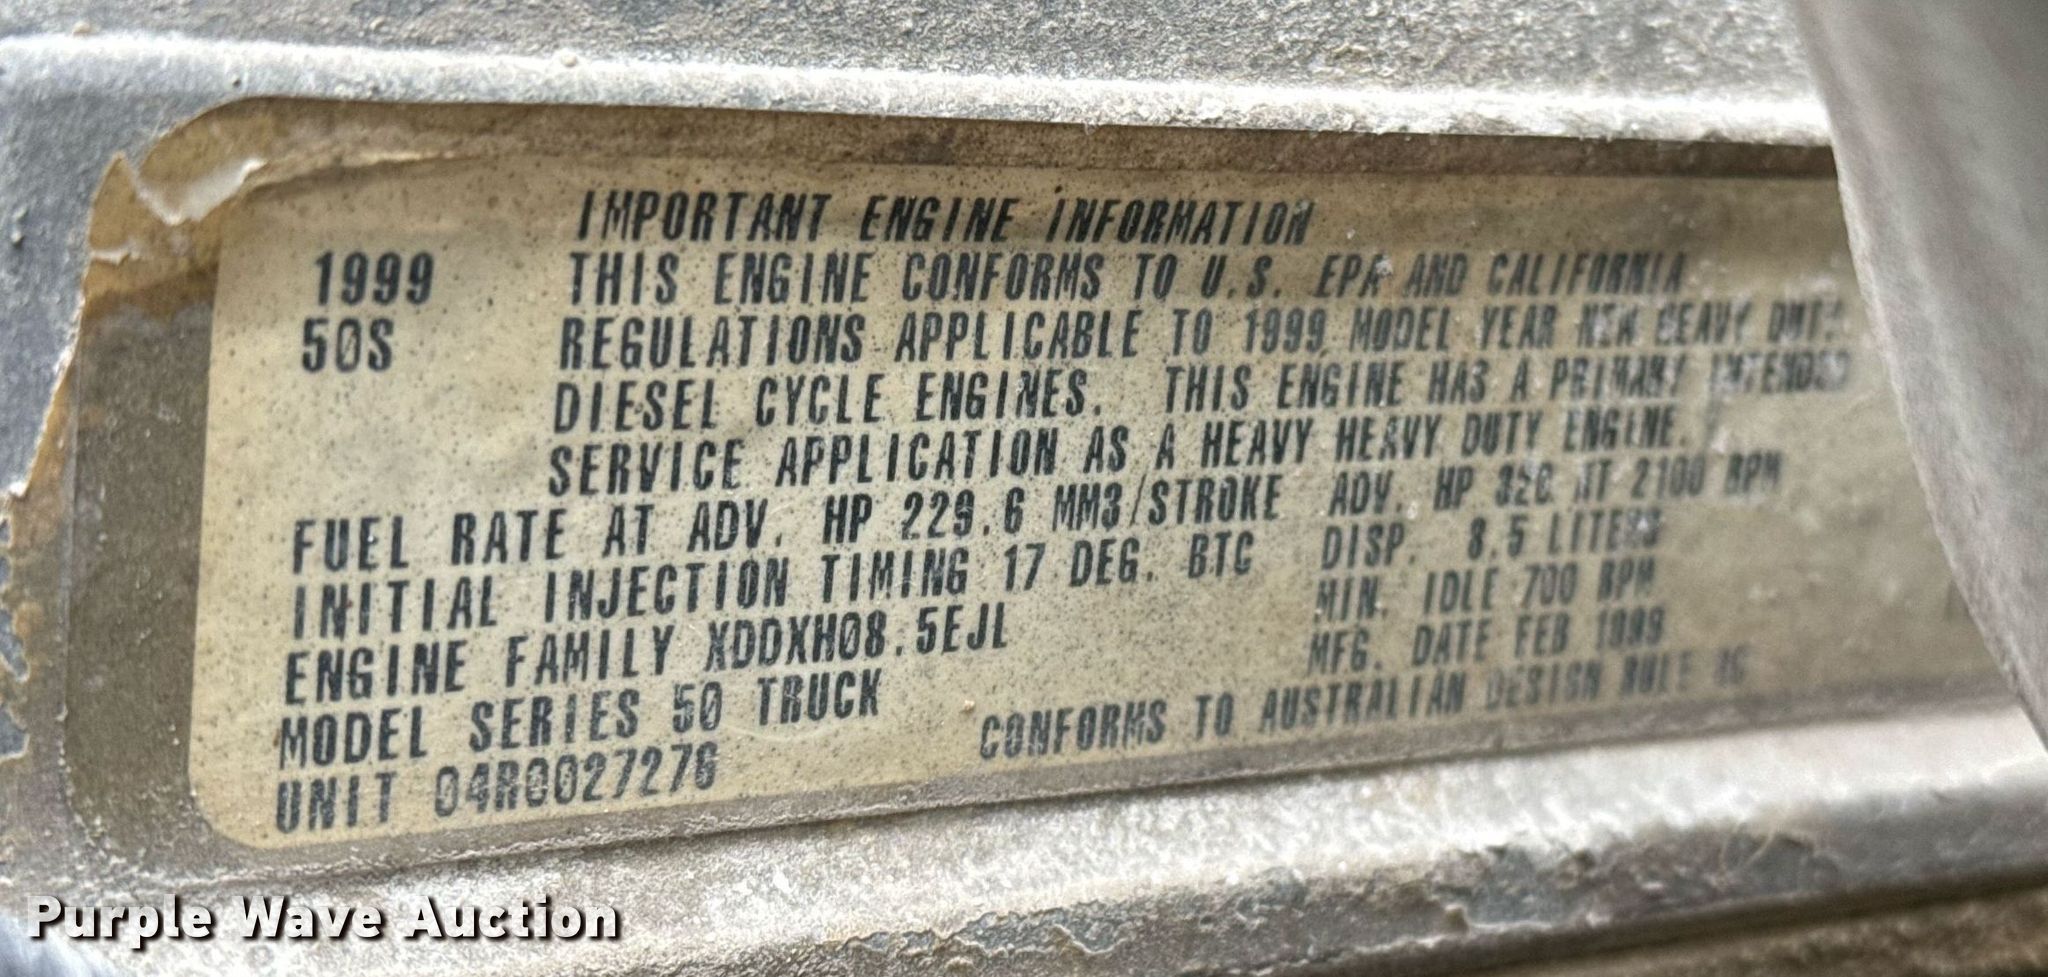 IMPORTANT ENGINE INFORMATION
1999 THIS ENGINE CONFORMS TO U.S. EPA AND CALIFORNIA
50S REGULATIONS APPLICABLE TO 1999 MODEL YEAR NEW HEAVY DUTY
DIESEL CYCLE ENGINES. THIS ENGINE HAS A PRIMARY INTENDED
SERVICE APPLICATION AS A HEAVY HEAVY DUTY ENGINE.
FUEL RATE AT ADV. HP 229.6 MM3/STROKE ADV. HP 320 AT 2100 RPM
INITIAL INJECTION TIMING 17 DEG. BTC DISP. 8.5 LITERS
ENGINE FAMILY XDDXH08.5EJL MIN. IDLE 700 RPM
MODEL SERIES 50 TRUCK MFG. DATE FEB 1999
UNIT 04R0027276 CONFORMS TO AUSTRALIAN DESIGN RULE
Purple Wave Auction